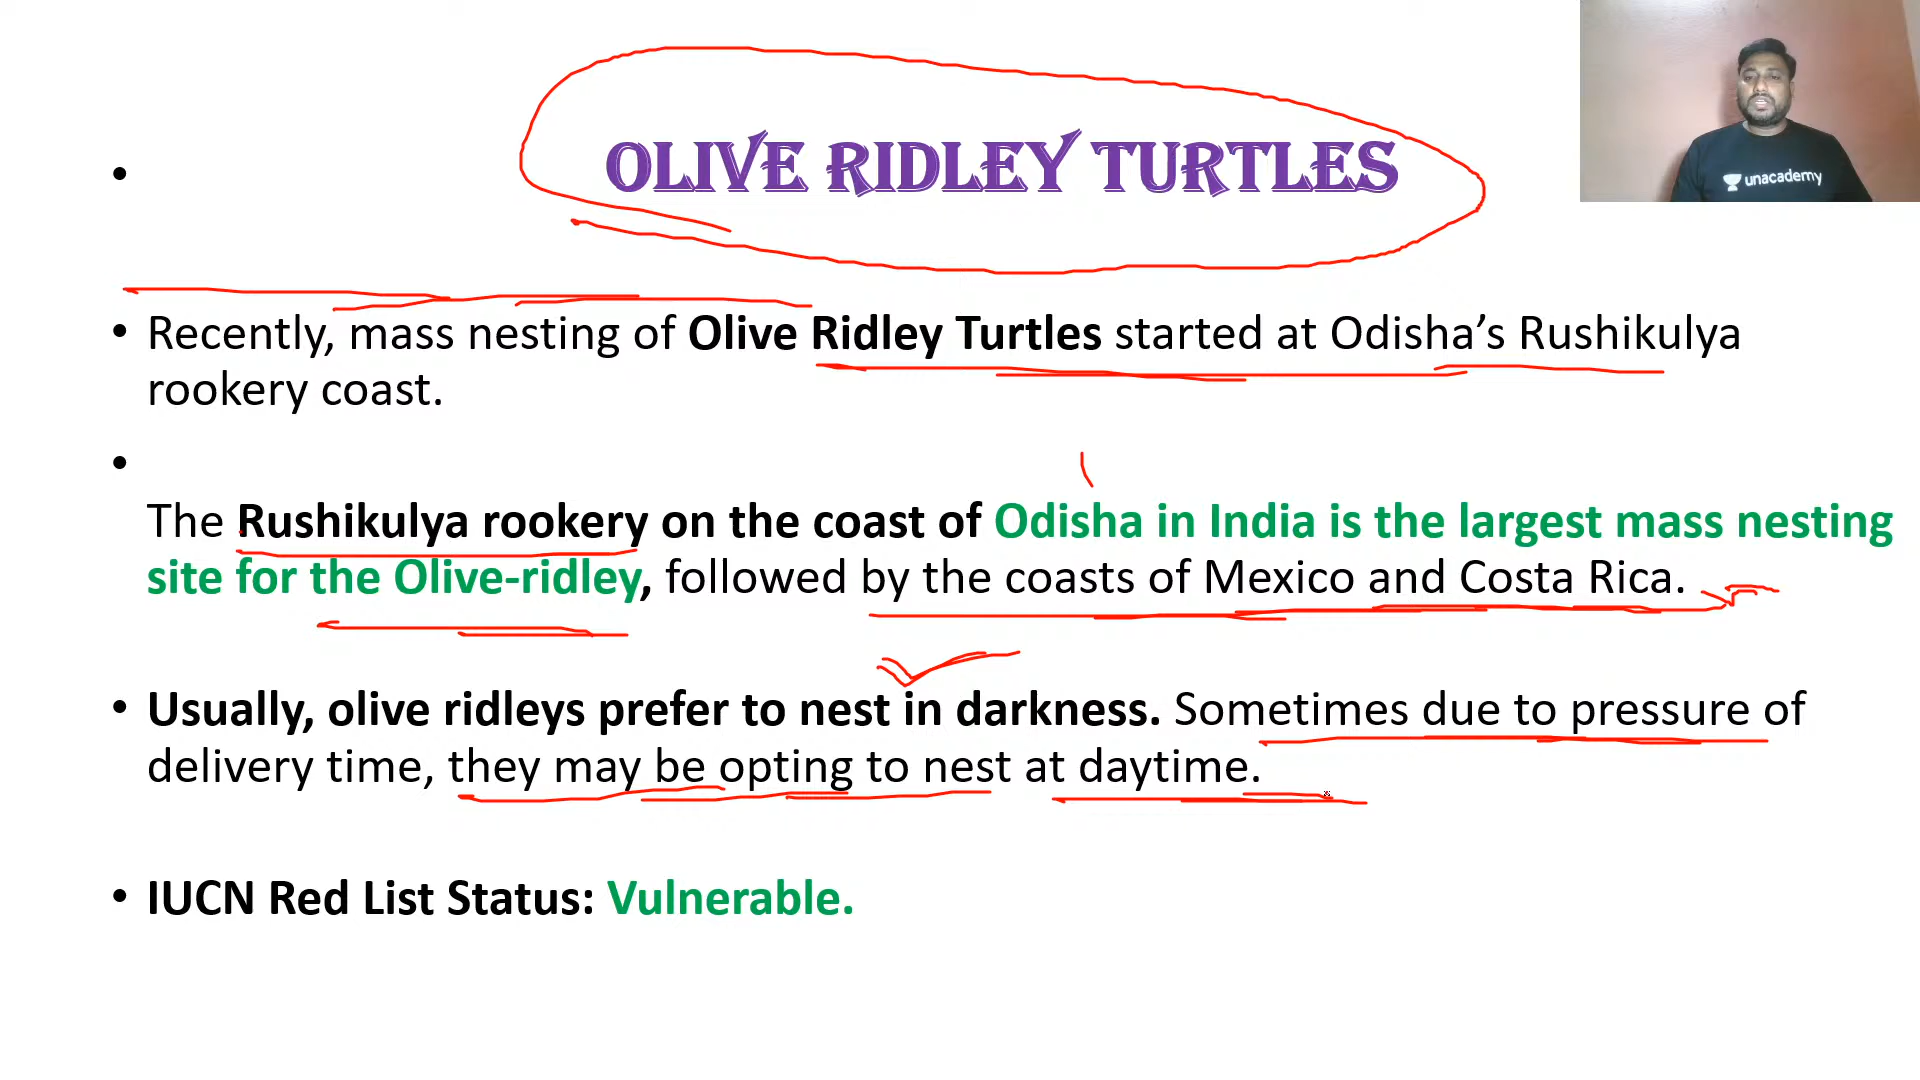 unacademy
OLIVE RIDLEY TURTLES
• Recently, mass nesting of Olive Ridley Turtles started at Odisha’s Rushikulya
rookery coast.
The Rushikulya rookery on the coast of Odisha in India is the largest mass nesting
site for the Olive-ridley, followed by the coasts of Mexico and Costa Rica.
• Usually, olive ridleys prefer to nest in darkness. Sometimes due to pressure of
delivery time, they may be opting to nest at daytime.
• IUCN Red List Status: Vulnerable.